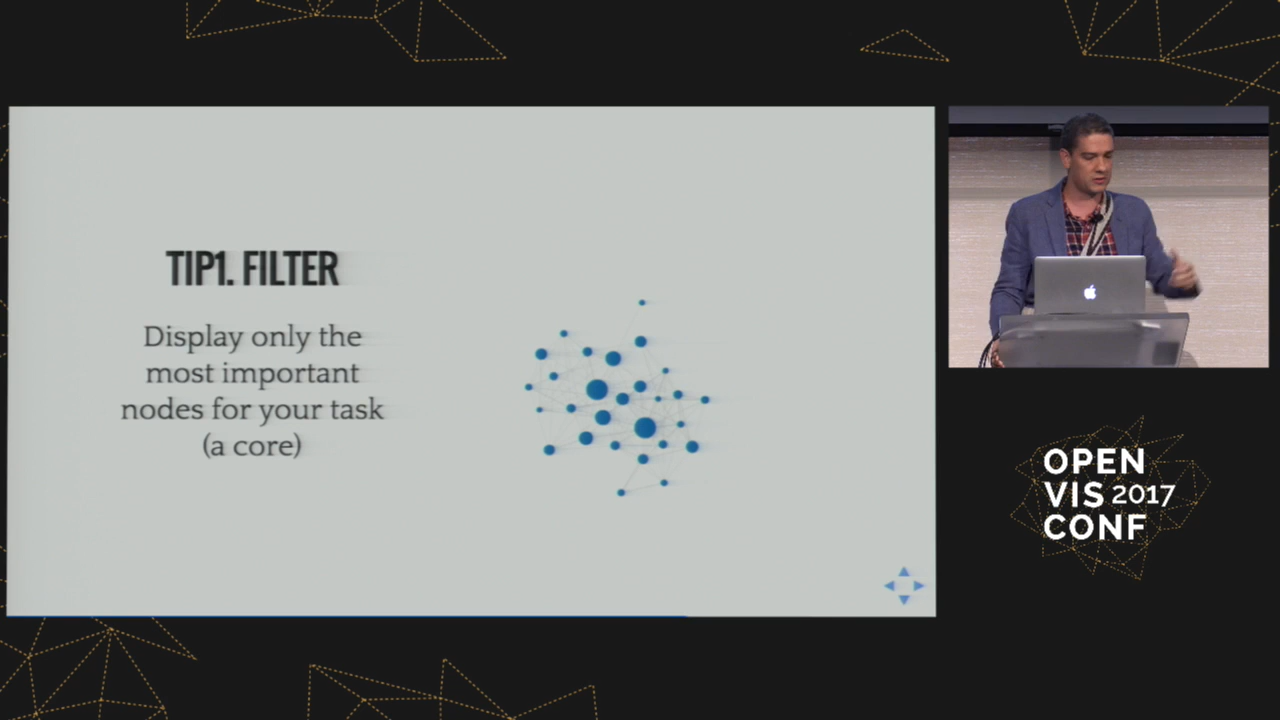 TIP1. FILTER
Display only the
most important
nodes for your task
(a core)
OPEN
VIS 2017
CONF